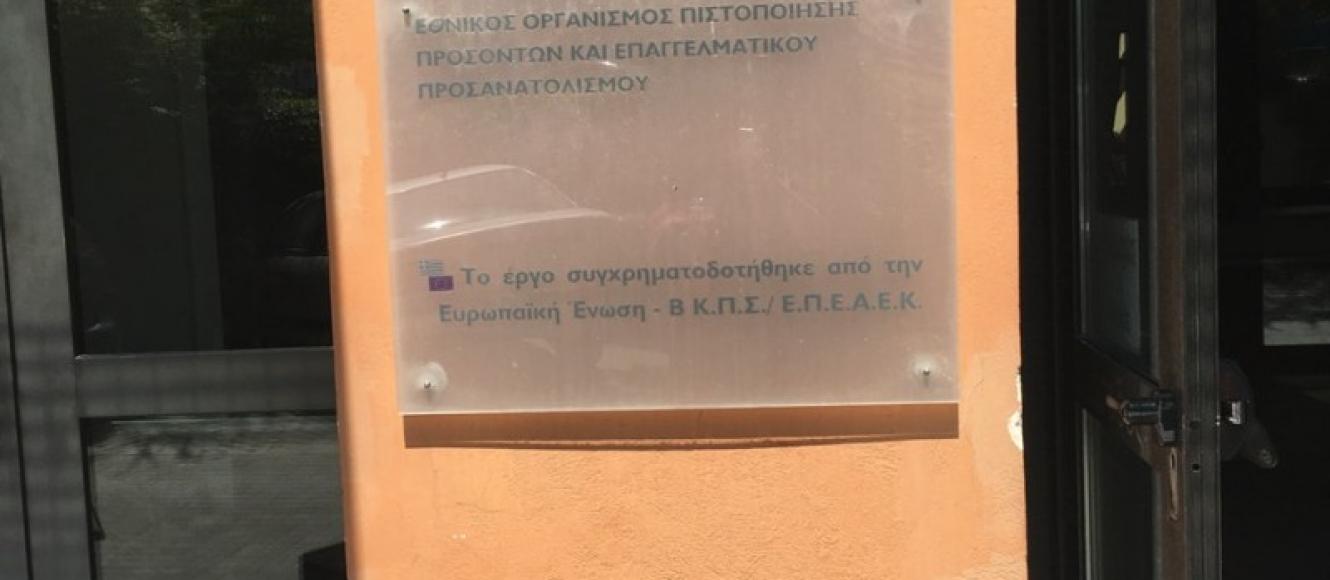 ΕΘΝΙΚΟΣ ΟΡΓΑΝΙΣΜΟΣ ΠΙΣΤΟΠΟΙΗΣΗΣ
ΠΡΟΣΟΝΤΩΝ ΚΑΙ ΕΠΑΓΓΕΛΜΑΤΙΚΟΥ
ΠΡΟΣΑΝΑΤΟΛΙΣΜΟΥ
Το έργο συγχρηματοδοτήθηκε από την
Ευρωπαϊκή Ένωση - Β Κ.Π.Σ./ Ε.Π.Ε.Α.Ε.Κ.